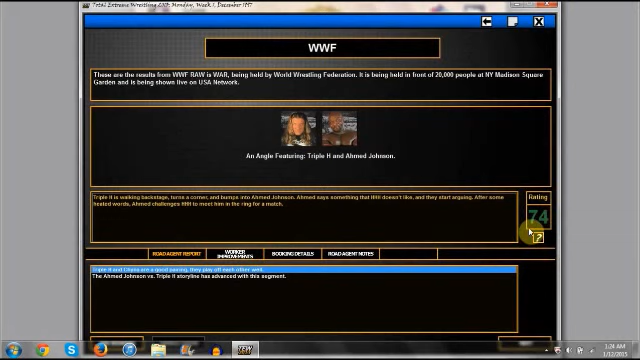 Total Extreme Wrestling 2013: Monday, Week 1, December 1997
WWF
These are the results from WWF RAW is WAR, being held by World Wrestling Federation. It is being held in front of 20,000 people at NY Madison Square
Garden and is being shown live on USA Network.
An Angle Featuring: Triple H and Ahmed Johnson.
Triple H is walking backstage, turns a corner, and bumps into Ahmed Johnson. Ahmed says something that HHH doesn't like, and they start arguing. After some
heated words, Ahmed challenges HHH to meet him in the ring for a match.
Rating
74
ROAD AGENT REPORT
WORKER
IMPROVEMENTS
BOOKING DETAILS
ROAD AGENT NOTES
Triple H and Chyna are a good pairing, they play off each other well.
The Ahmed Johnson vs. Triple H storyline has advanced with this segment.
TEW
1:24 AM
1/12/2015